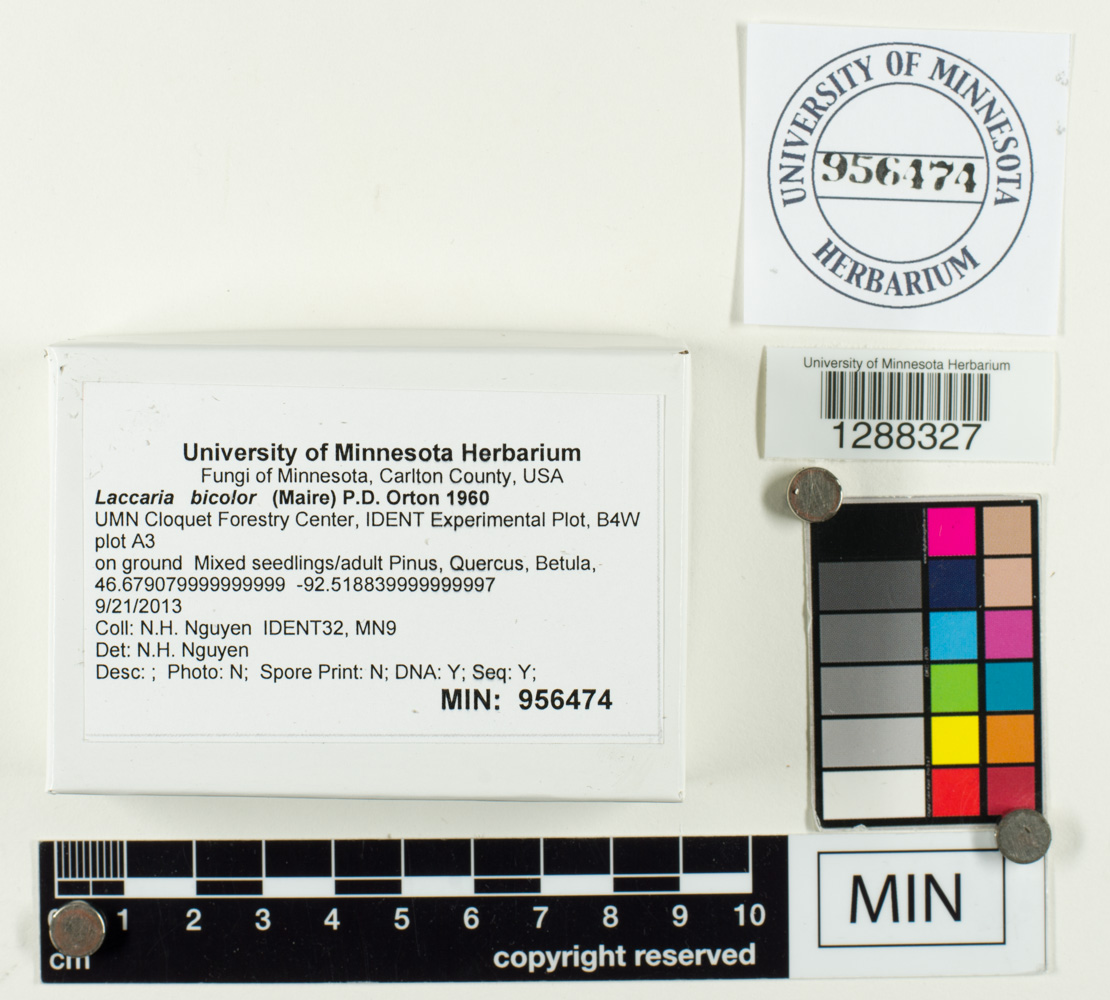 UNIVERSITY OF MINNESOTA
956474
HERBARIUM
University of Minnesota Herbarium
1288327
University of Minnesota Herbarium
Fungi of Minnesota, Carlton County, USA
Laccaria bicolor (Maire) P.D. Orton 1960
UMN Cloquet Forestry Center, IDENT Experimental Plot, B4W
plot A3
on ground Mixed seedlings/adult Pinus, Quercus, Betula,
46.679079999999999 -92.518839999999997
9/21/2013
Coll: N.H. Nguyen IDENT32, MN9
Det: N.H. Nguyen
Desc: ; Photo: N; Spore Print: N; DNA: Y; Seq: Y;
MIN: 956474
1 2 3 4 5 6 7 8 9 10
cm
copyright reserved
MIN